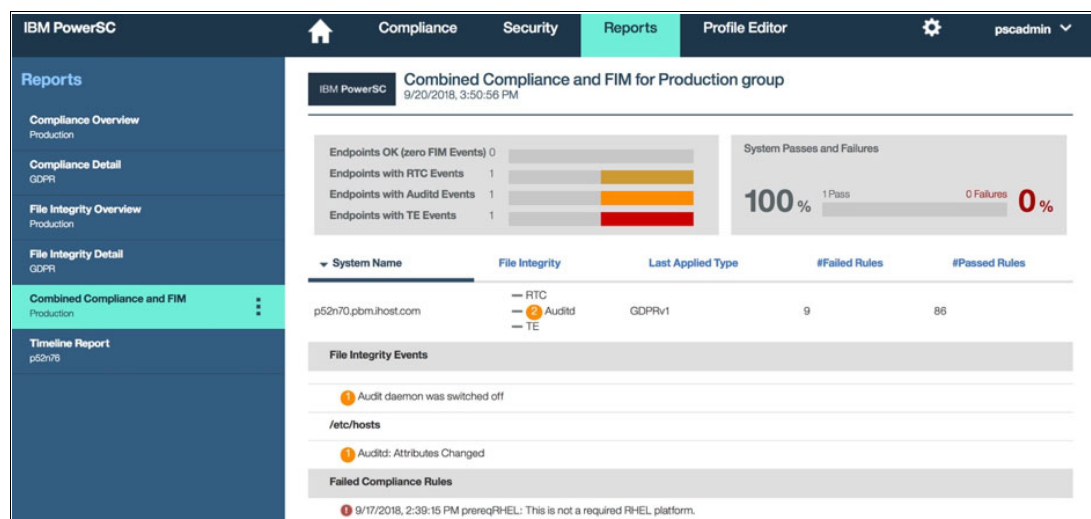 IBM PowerSC
Compliance
Security
Reports
Profile Editor
pscadmin
Reports
Compliance Overview
Production
Compliance Detail
GDPR
File Integrity Overview
Production
File Integrity Detail
GDPR
Combined Compliance and FIM
Production
Timeline Report
p52n76
IBM PowerSC
Combined Compliance and FIM for Production group
9/20/2018, 3:50:56 PM
Endpoints OK (zero FIM Events) 0
Endpoints with RTC Events 1
Endpoints with Auditd Events 1
Endpoints with TE Events 1
System Passes and Failures
100 % 1 Pass 0 Failures 0 %
System Name File Integrity Last Applied Type #Failed Rules #Passed Rules
RTC
p52n70.pbm.ihost.com 2 Auditd GDPRv1 9 86
TE
File Integrity Events
1 Audit daemon was switched off
/etc/hosts
1 Auditd: Attributes Changed
Failed Compliance Rules
9/17/2018, 2:39:15 PM prereqRHEL: This is not a required RHEL platform.